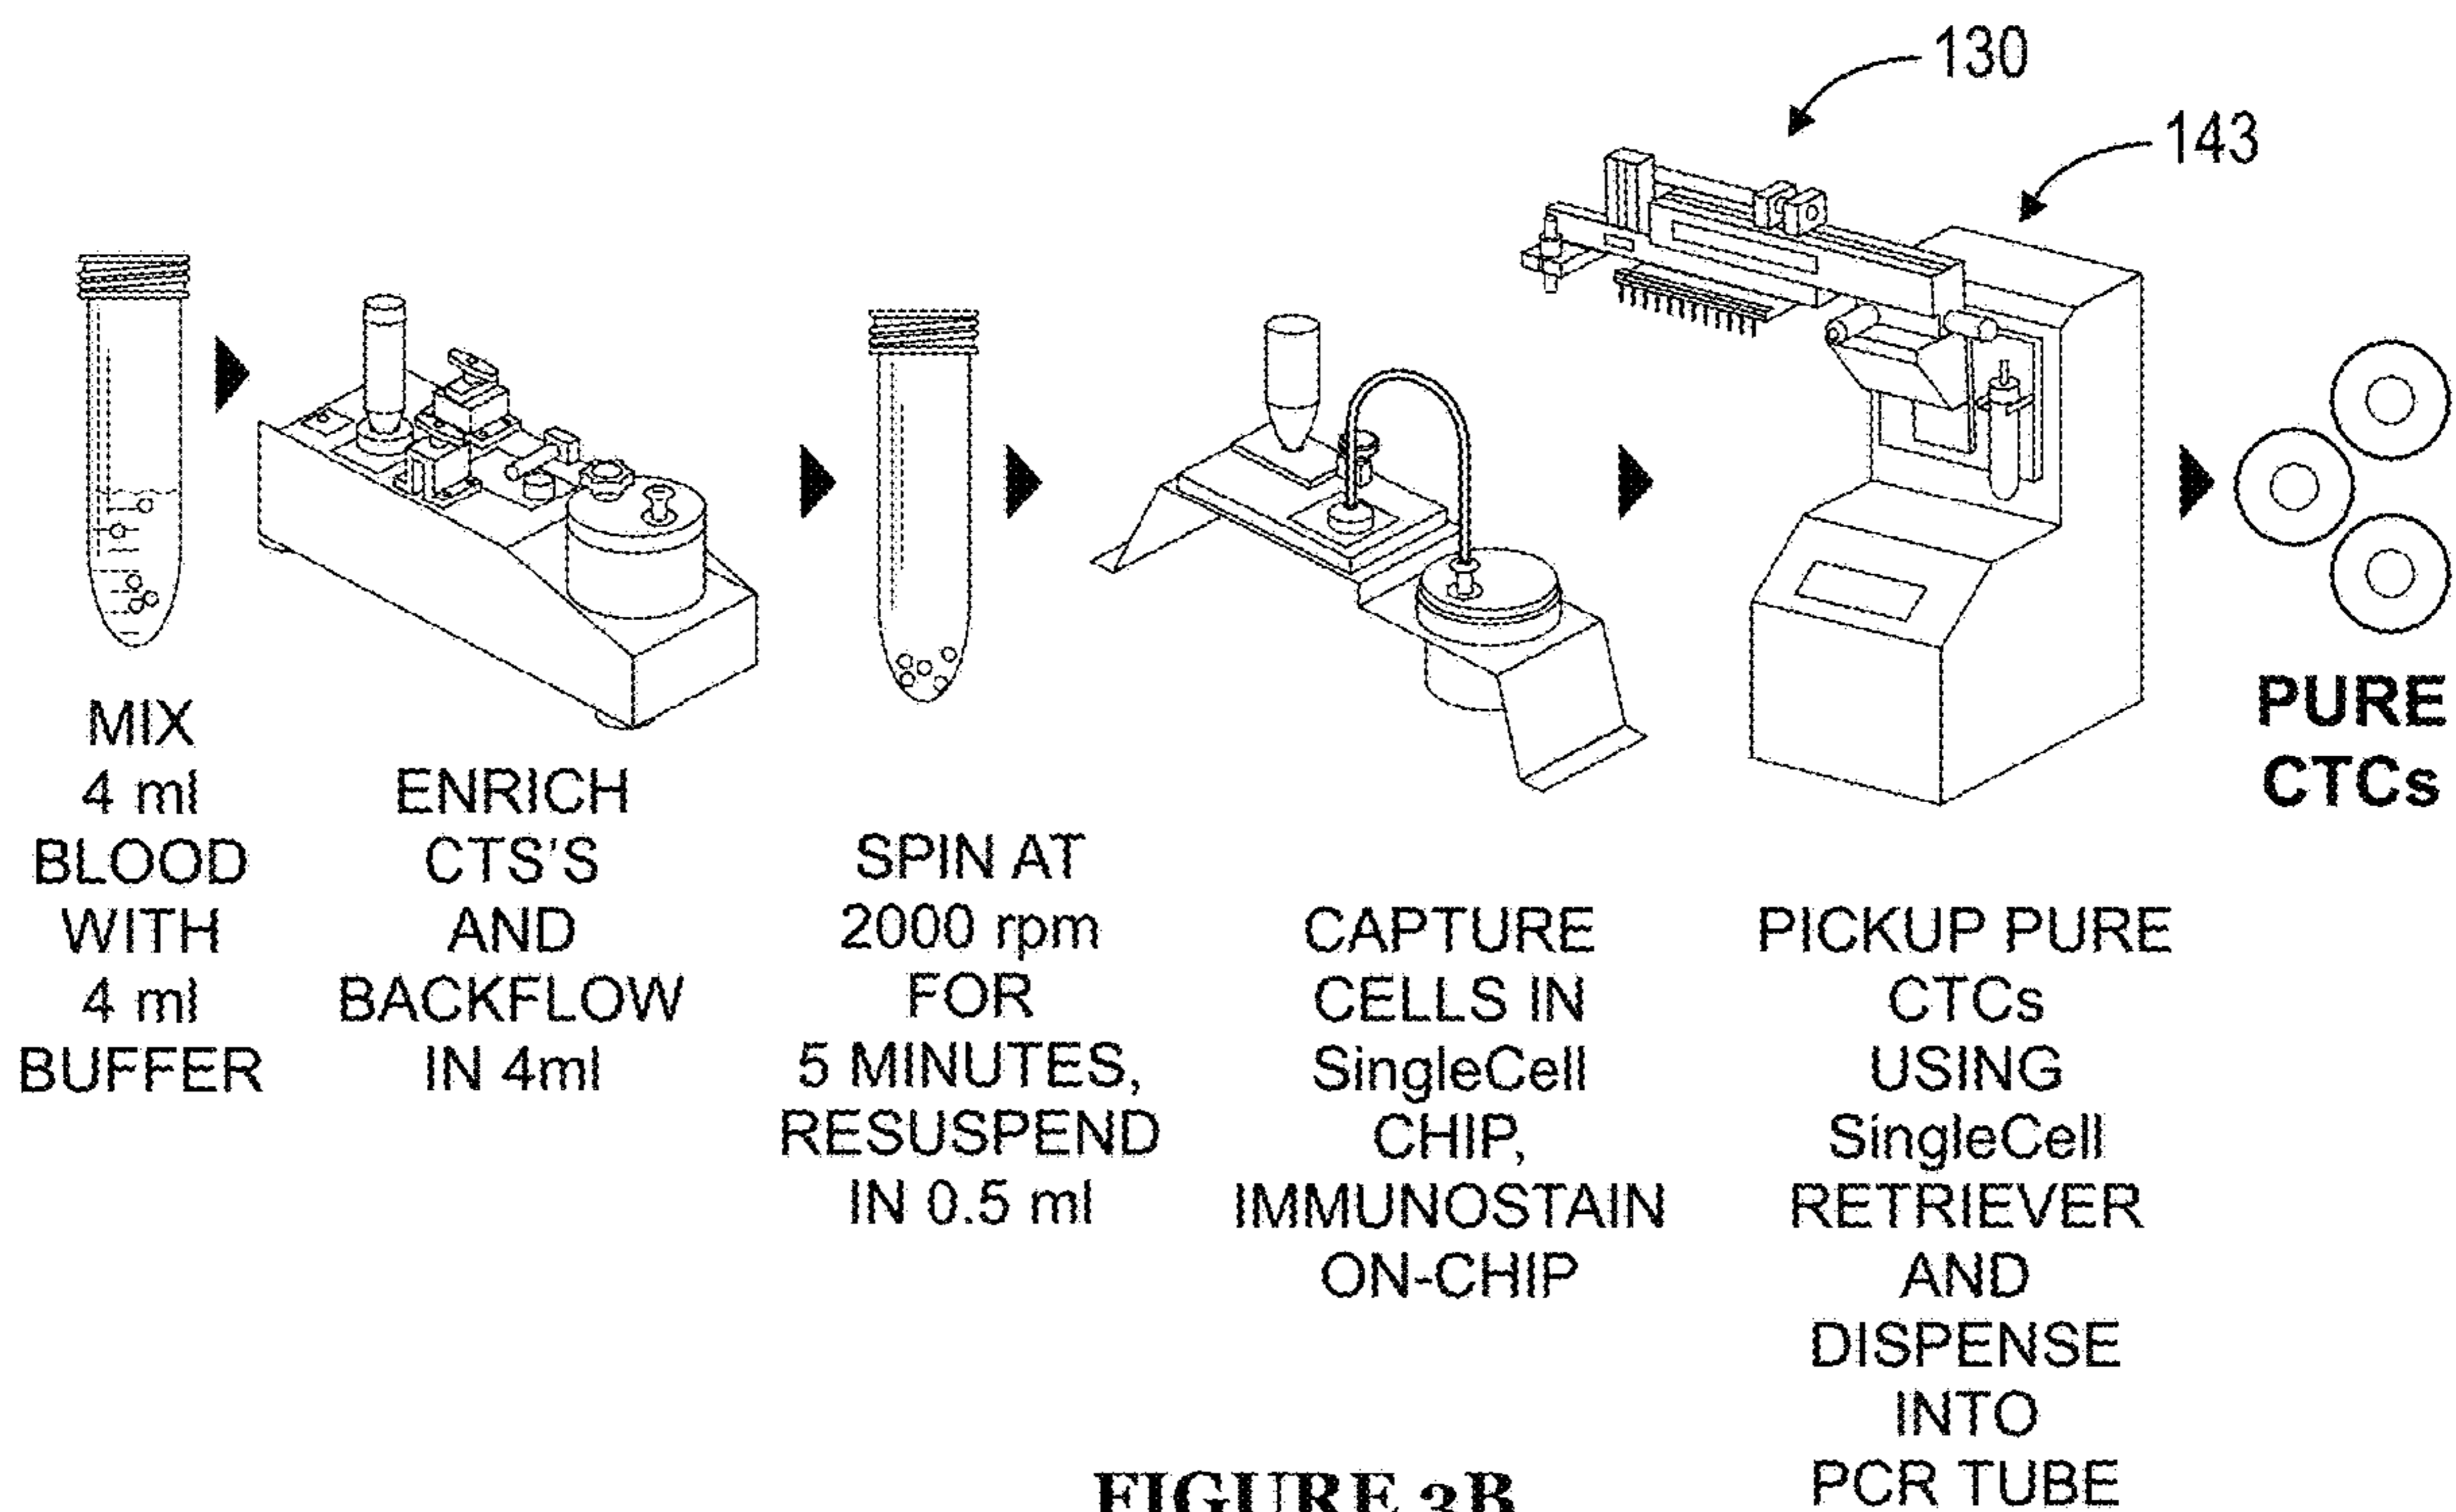 130
143
MIX
4 ml
BLOOD
WITH
4 ml
BUFFER
ENRICH
CTS'S
AND
BACKFLOW
IN 4ml
SPIN AT
2000 rpm
FOR
5 MINUTES,
RESUSPEND
IN 0.5 ml
CAPTURE
CELLS IN
SingleCell
CHIP,
IMMUNOSTAIN
ON-CHIP
PICKUP PURE
CTCs
USING
SingleCell
RETRIEVER
AND
DISPENSE
INTO
PCR TUBE
PURE
CTCs
FIGURE 3B